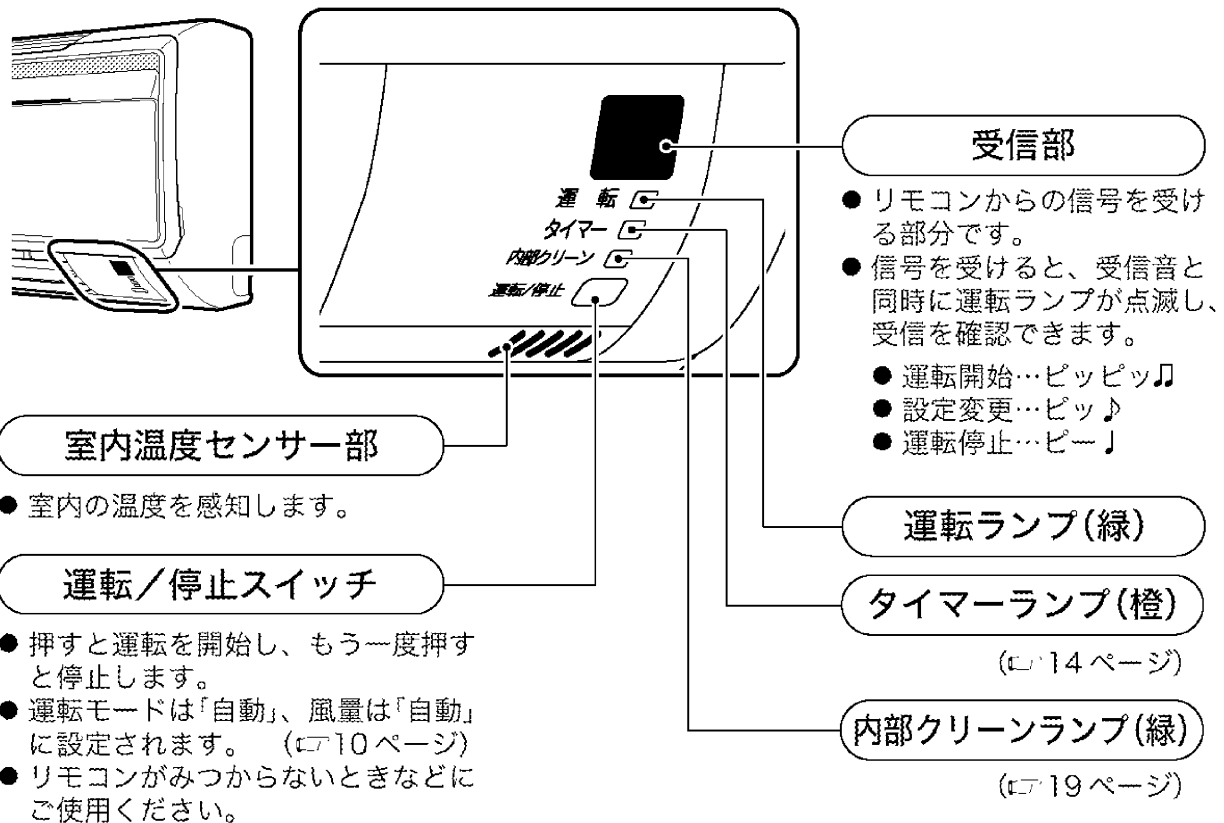 運 転
タイマー
内部クリーン
運転/停止
受信部
● リモコンからの信号を受け
る部分です。
● 信号を受けると、受信音と
同時に運転ランプが点滅し、
受信を確認できます。
● 運転開始…ピッピッ♫
● 設定変更…ピッ♪
● 運転停止…ピー♩
室内温度センサー部
● 室内の温度を感知します。
運転／停止スイッチ
● 押すと運転を開始し、もう一度押す
と停止します。
● 運転モードは「自動」、風量は「自動」
に設定されます。 (☞10ページ)
● リモコンがみつからないときなどに
ご使用ください。
運転ランプ(緑)
タイマーランプ(橙)
(☞14ページ)
内部クリーンランプ(緑)
(☞19ページ)